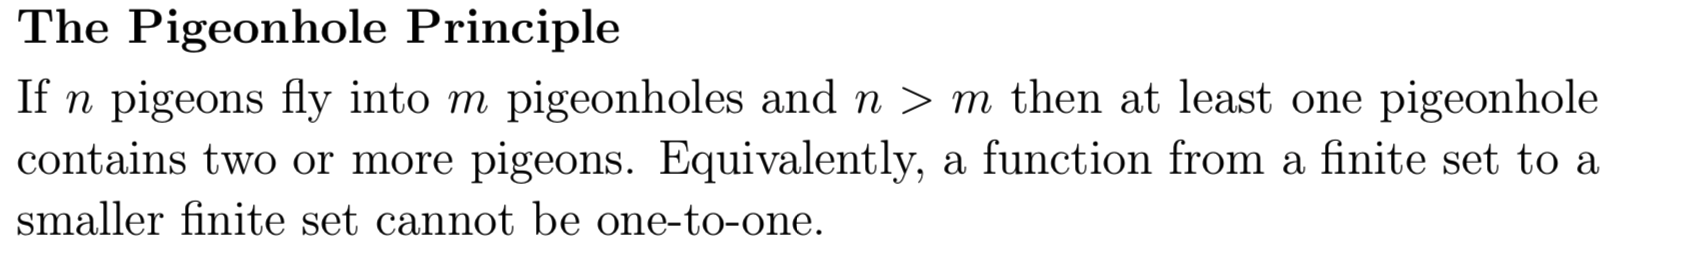 The Pigeonhole Principle
If n pigeons fly into m pigeonholes and n > m then at least one pigeonhole
contains two or more pigeons. Equivalently, a function from a finite set to a
smaller finite set cannot be one-to-one.